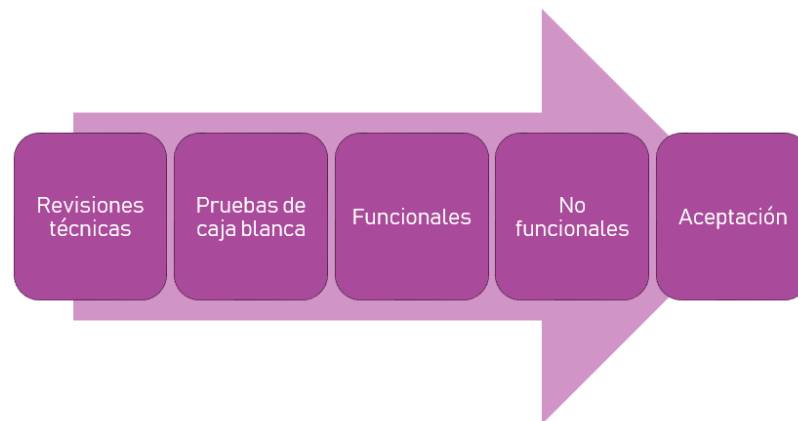 Revisiones
técnicas
Pruebas de
caja blanca
Funcionales
No
funcionales
Aceptación